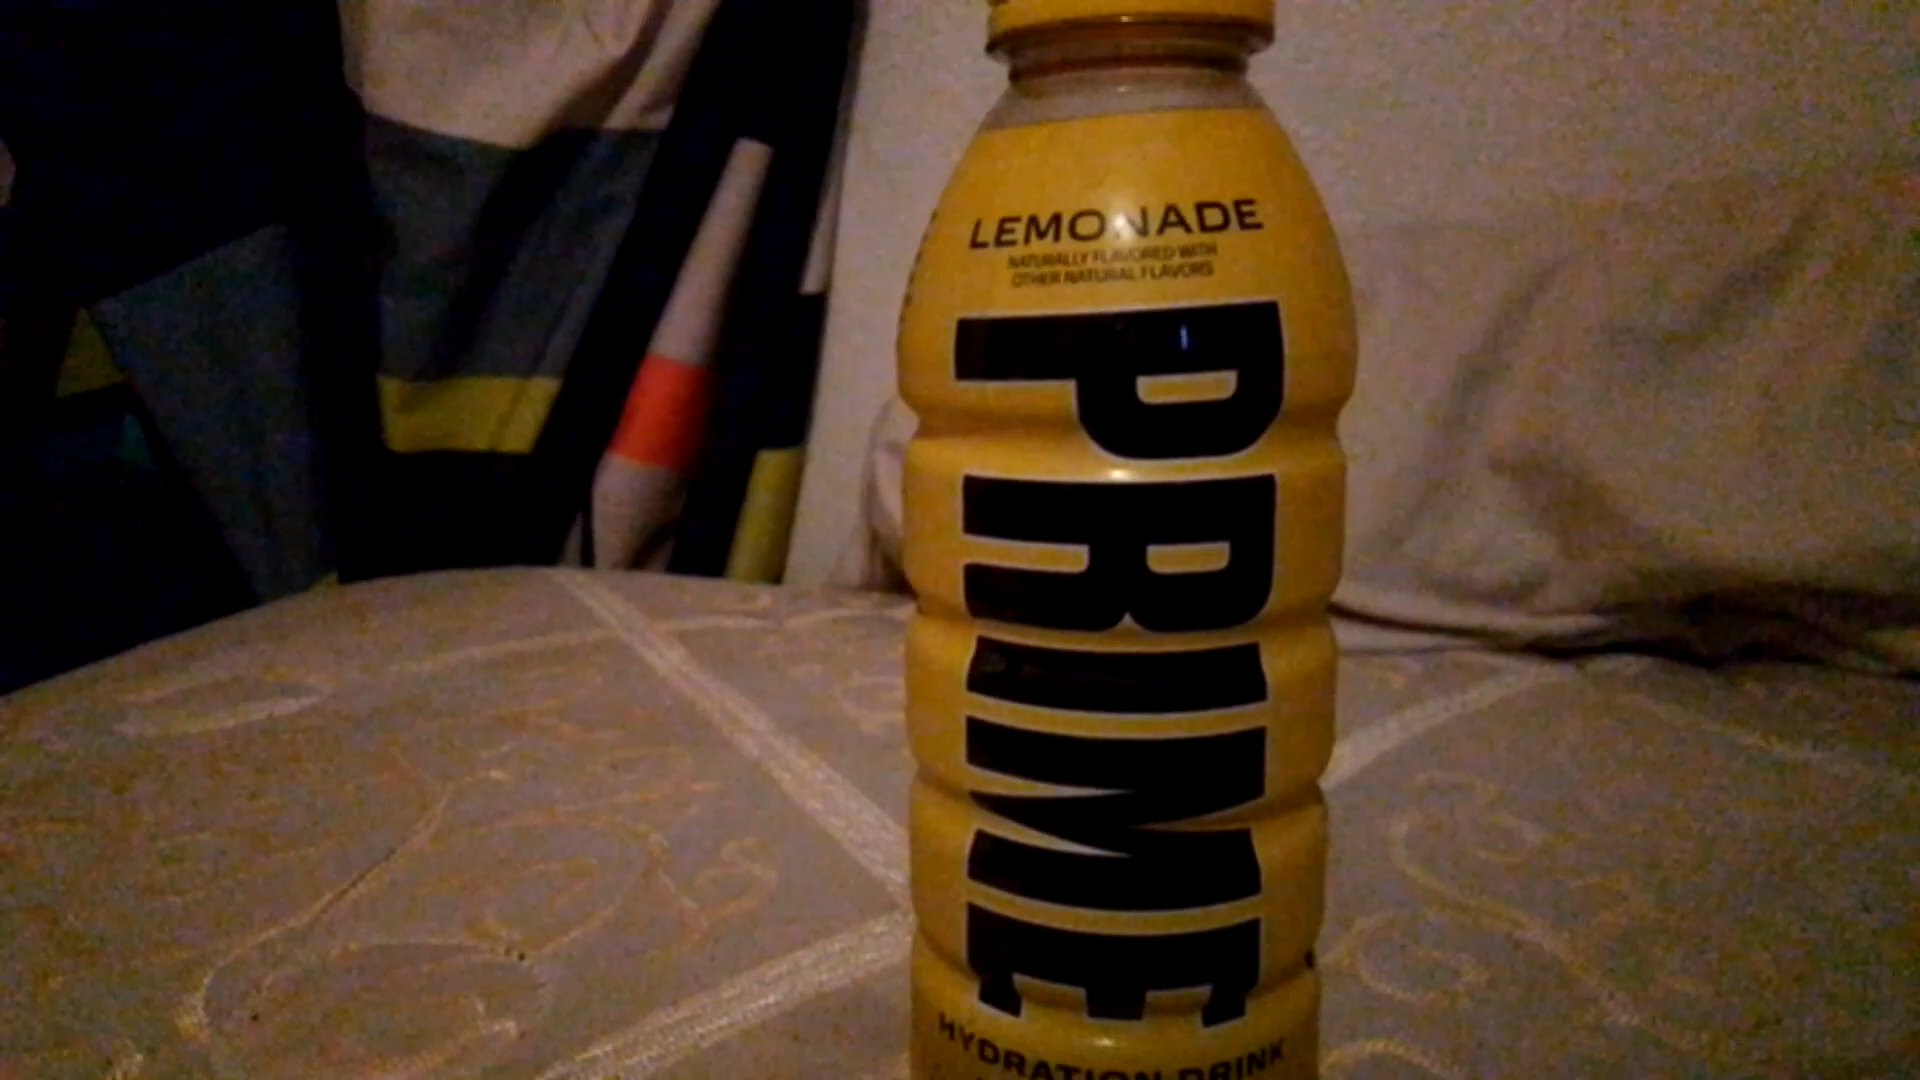 LEMONADE
NATURALLY FLAVORED WITH
OTHER NATURAL FLAVORS
PRIME
HYDRATION DRINK